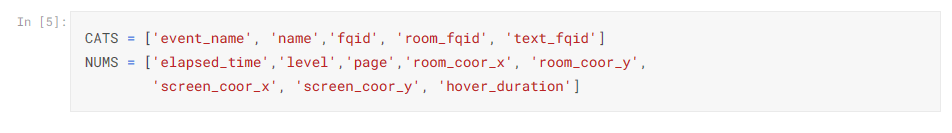 In [5]:
CATS = ['event_name', 'name','fqid', 'room_fqid', 'text_fqid']
NUMS = ['elapsed_time','level','page','room_coor_x', 'room_coor_y',
        'screen_coor_x', 'screen_coor_y', 'hover_duration']